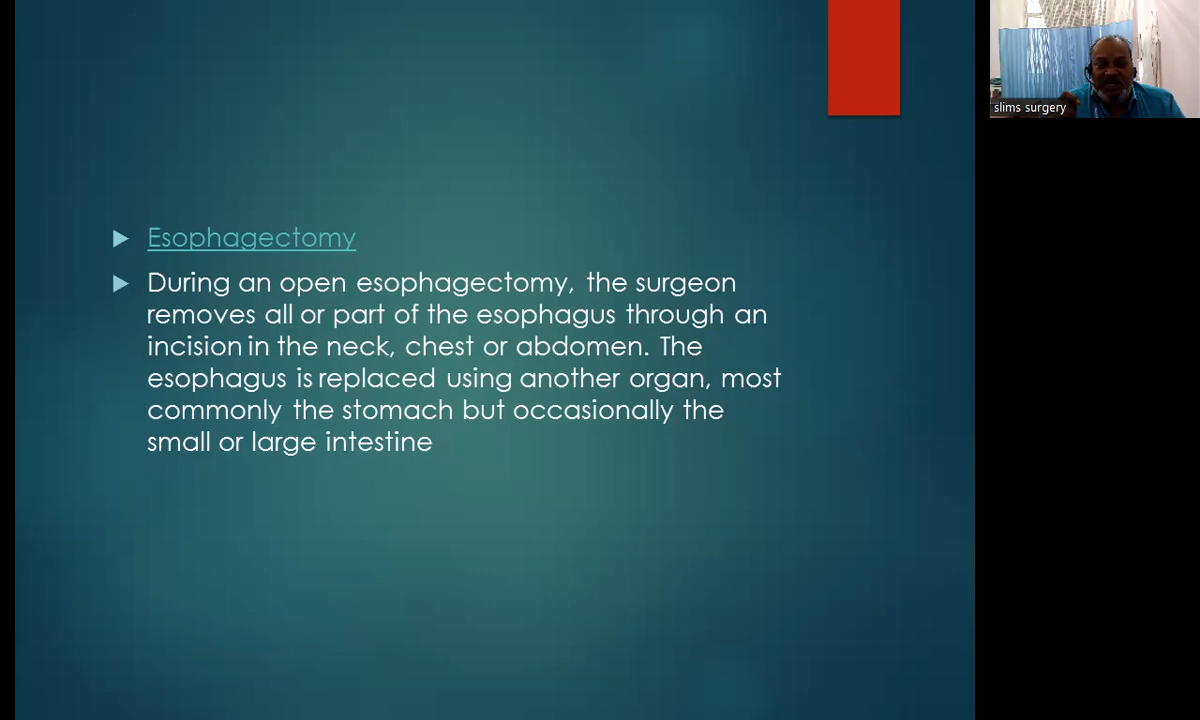 Esophagectomy
During an open esophagectomy, the surgeon
removes all or part of the esophagus through an
incision in the neck, chest or abdomen. The
esophagus is replaced using another organ, most
commonly the stomach but occasionally the
small or large intestine
slims surgery